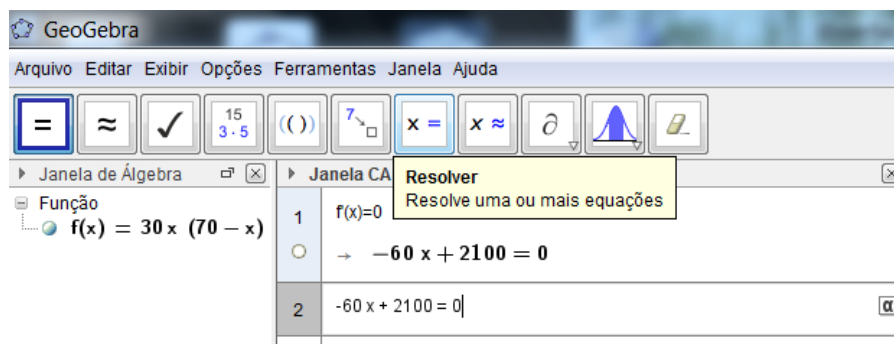 GeoGebra
Arquivo Editar Exibir Opções Ferramentas Janela Ajuda
= ≈ ✓ 15 3·5 (()) 7 x = x ≈ ∂
Janela de Álgebra
Função
f(x) = 30 x (70 − x)
Janela CA
Resolver
Resolve uma ou mais equações
1
f'(x)=0
→ −60 x + 2100 = 0
2
-60 x + 2100 = 0
α